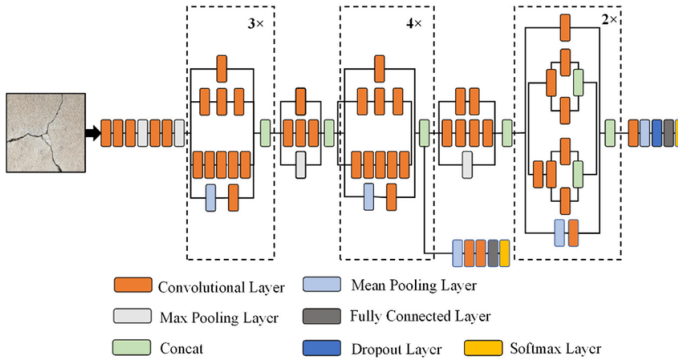 3×
4×
2×
Convolutional Layer
Mean Pooling Layer
Max Pooling Layer
Fully Connected Layer
Concat
Dropout Layer
Softmax Layer